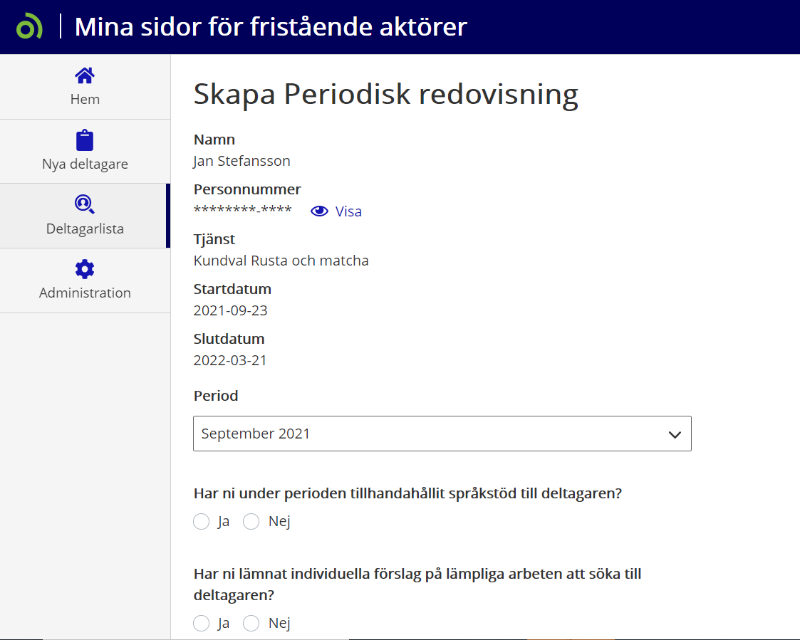 Mina sidor för fristående aktörer
Hem
Nya deltagare
Deltagarlista
Administration
Skapa Periodisk redovisning
Namn
Jan Stefansson
Personnummer
********-**** Visa
Tjänst
Kundval Rusta och matcha
Startdatum
2021-09-23
Slutdatum
2022-03-21
Period
September 2021
Har ni under perioden tillhandahållit språkstöd till deltagaren?
Ja Nej
Har ni lämnat individuella förslag på lämpliga arbeten att söka till
deltagaren?
Ja Nej